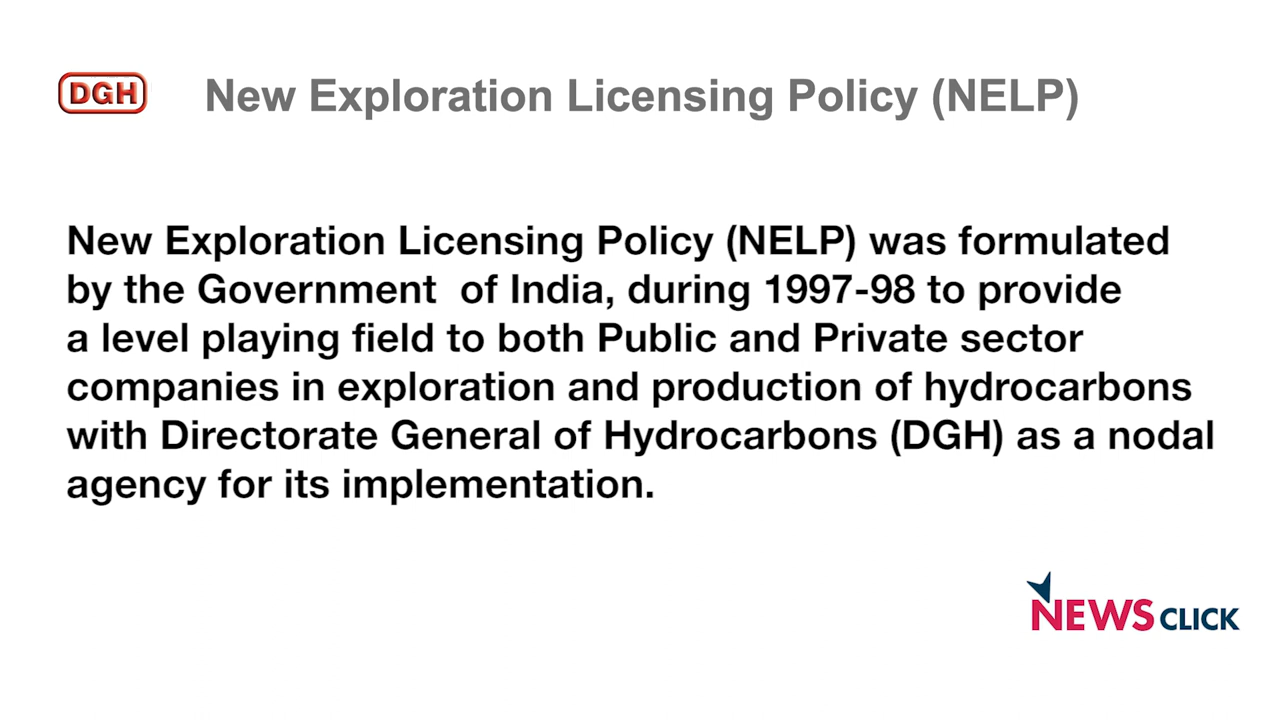 DGH New Exploration Licensing Policy (NELP)
New Exploration Licensing Policy (NELP) was formulated
by the Government of India, during 1997-98 to provide
a level playing field to both Public and Private sector
companies in exploration and production of hydrocarbons
with Directorate General of Hydrocarbons (DGH) as a nodal
agency for its implementation.
NEWSCLICK